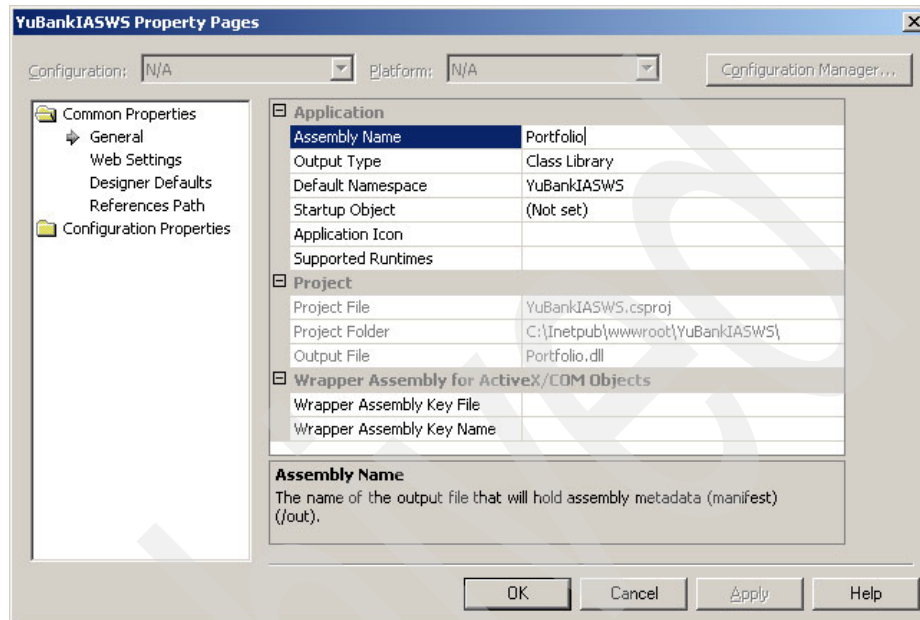 YuBankIASWS Property Pages
Configuration: N/A Platform: N/A Configuration Manager...
Common Properties
General
Web Settings
Designer Defaults
References Path
Configuration Properties
Application
Assembly Name Portfolio
Output Type Class Library
Default Namespace YuBankIASWS
Startup Object (Not set)
Application Icon
Supported Runtimes
Project
Project File YuBankIASWS.csproj
Project Folder C:\Inetpub\wwwroot\YuBankIASWS\
Output File Portfolio.dll
Wrapper Assembly for ActiveX/COM Objects
Wrapper Assembly Key File
Wrapper Assembly Key Name
Assembly Name
The name of the output file that will hold assembly metadata (manifest)
(/out).
OK Cancel Apply Help